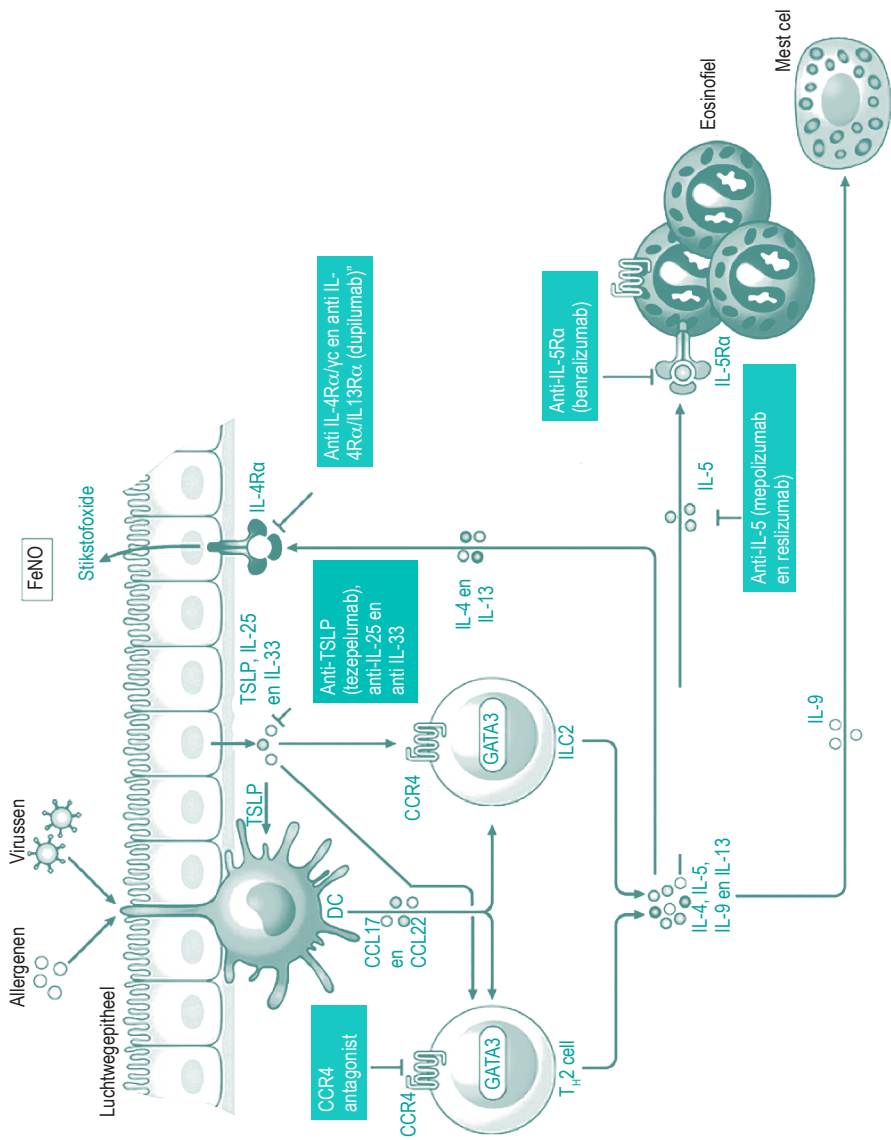 Allergenen
Virussen
FeNO
Stikstofoxide
Luchtwegepitheel
TSLP, IL-25
en IL-33
IL-4Rα
TSLP
DC
CCR4
antagonist
CCL17
en
CCL22
Anti-TSLP
(tezepelumab),
anti-IL-25 en
anti IL-33
Anti IL-4Rα/γc en anti IL-
4Rα/IL13Rα (dupilumab)”
CCR4
GATA3
TH2 cell
CCR4
GATA3
ILC2
IL-4 en
IL-13
IL-4, IL-5,
IL-9 en IL-13
Anti-IL-5Rα
(benralizumab)
IL-5
IL-5Rα
Eosinofiel
Anti-IL-5 (mepolizumab
en reslizumab)
IL-9
Mest cel